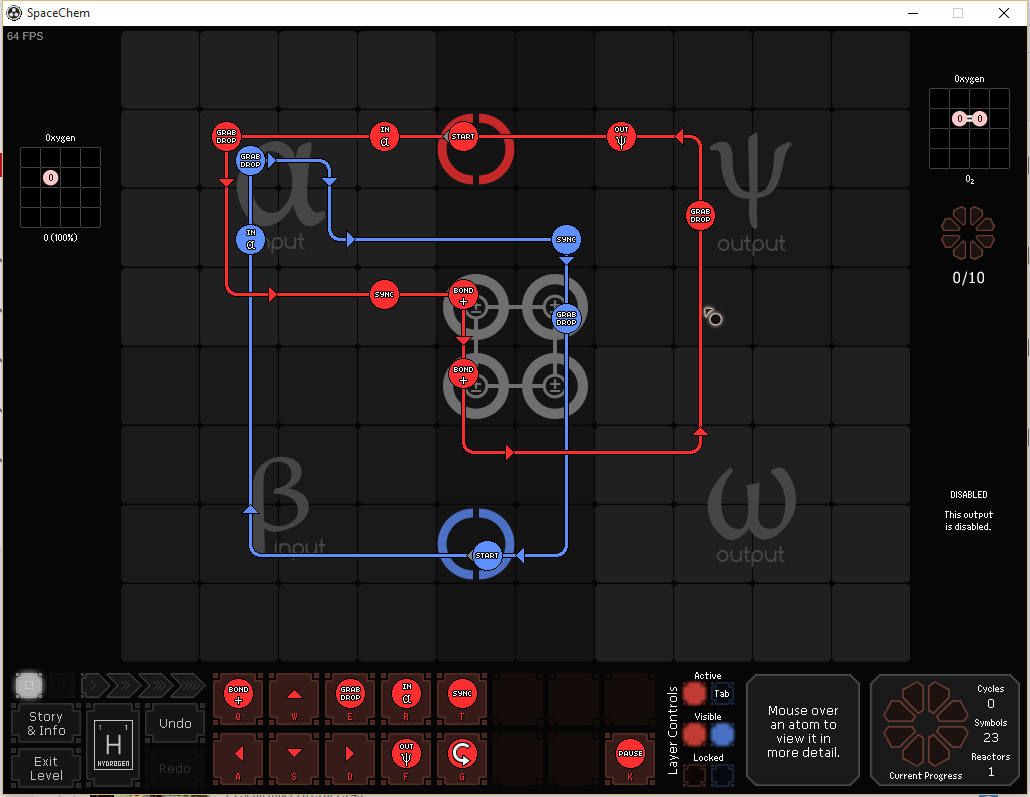 SpaceChem
64 FPS
Oxygen
O
O (100%)
GRAB
DROP
IN
α
START
OUT
ψ
GRAB
DROP
IN
α
GRAB
DROP
SYNC
SYNC
BOND
+
GRAB
DROP
BOND
+
START
α
input
ψ
output
β
input
ω
output
±
±
±
±
Oxygen
O=O
O₂
0/10
DISABLED
This output
is disabled.
Story
& Info
Exit
Level
1 1
H
HYDROGEN
Undo
Redo
BOND
+
Q
W
GRAB
DROP
E
IN
α
R
SYNC
T
A
S
D
OUT
ψ
F
G
PAUSE
K
Layer Controls
Active
Tab
Visible
Locked
Mouse over
an atom to
view it in
more detail.
Cycles
0
Symbols
23
Reactors
1
Current Progress